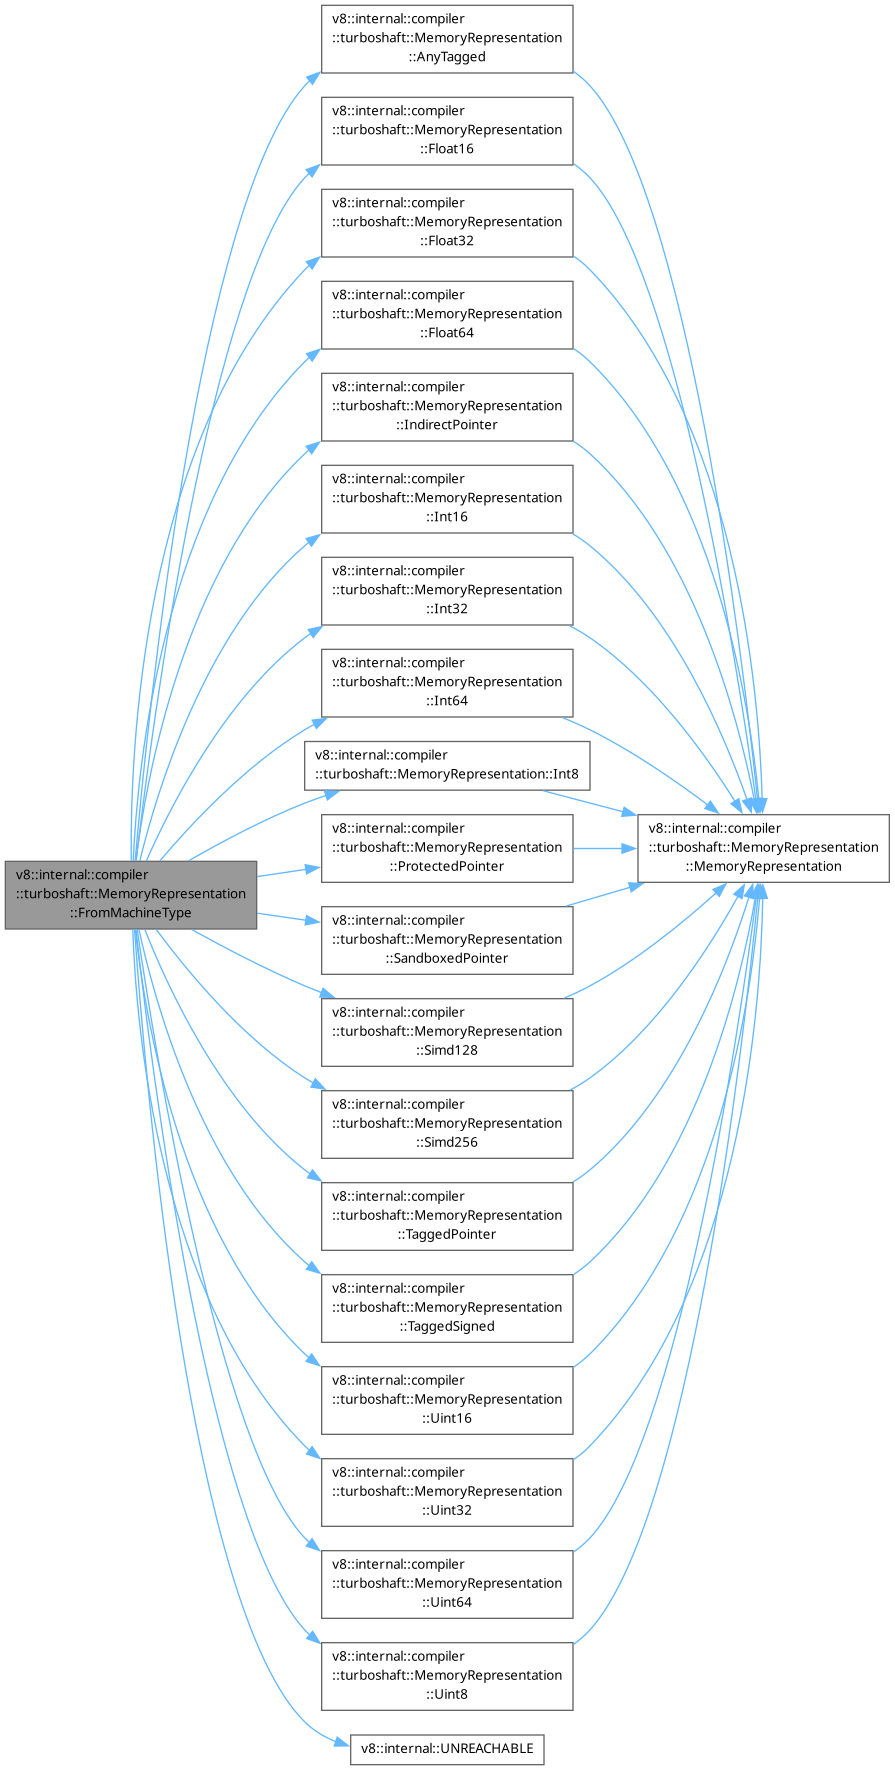 v8::internal::compiler
::turboshaft::MemoryRepresentation
::AnyTagged
v8::internal::compiler
::turboshaft::MemoryRepresentation
::Float16
v8::internal::compiler
::turboshaft::MemoryRepresentation
::Float32
v8::internal::compiler
::turboshaft::MemoryRepresentation
::Float64
v8::internal::compiler
::turboshaft::MemoryRepresentation
::IndirectPointer
v8::internal::compiler
::turboshaft::MemoryRepresentation
::Int16
v8::internal::compiler
::turboshaft::MemoryRepresentation
::Int32
v8::internal::compiler
::turboshaft::MemoryRepresentation
::Int64
v8::internal::compiler
::turboshaft::MemoryRepresentation::Int8
v8::internal::compiler
::turboshaft::MemoryRepresentation
::ProtectedPointer
v8::internal::compiler
::turboshaft::MemoryRepresentation
::MemoryRepresentation
v8::internal::compiler
::turboshaft::MemoryRepresentation
::FromMachineType
v8::internal::compiler
::turboshaft::MemoryRepresentation
::SandboxedPointer
v8::internal::compiler
::turboshaft::MemoryRepresentation
::Simd128
v8::internal::compiler
::turboshaft::MemoryRepresentation
::Simd256
v8::internal::compiler
::turboshaft::MemoryRepresentation
::TaggedPointer
v8::internal::compiler
::turboshaft::MemoryRepresentation
::TaggedSigned
v8::internal::compiler
::turboshaft::MemoryRepresentation
::Uint16
v8::internal::compiler
::turboshaft::MemoryRepresentation
::Uint32
v8::internal::compiler
::turboshaft::MemoryRepresentation
::Uint64
v8::internal::compiler
::turboshaft::MemoryRepresentation
::Uint8
v8::internal::UNREACHABLE